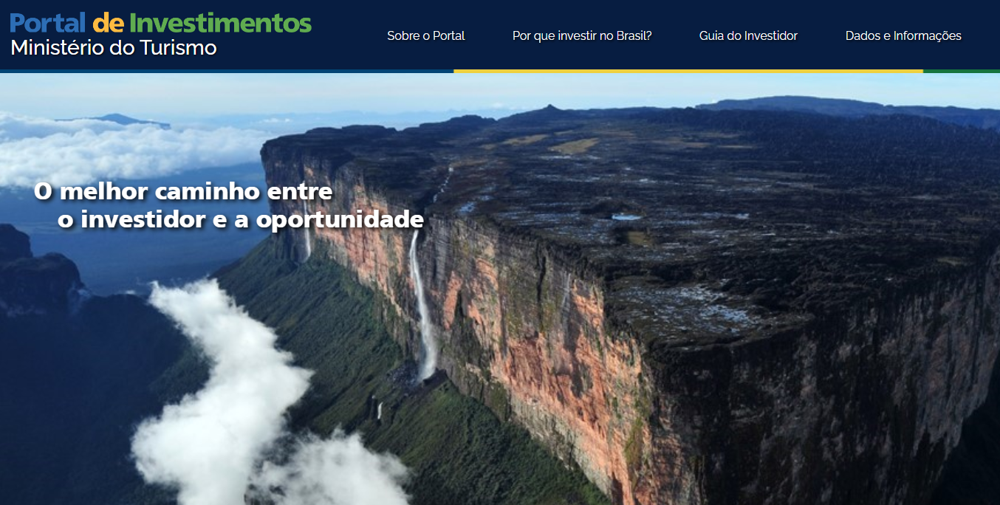 Portal de Investimentos
Ministério do Turismo
Sobre o Portal
Por que investir no Brasil?
Guia do Investidor
Dados e Informações
O melhor caminho entre
o investidor e a oportunidade